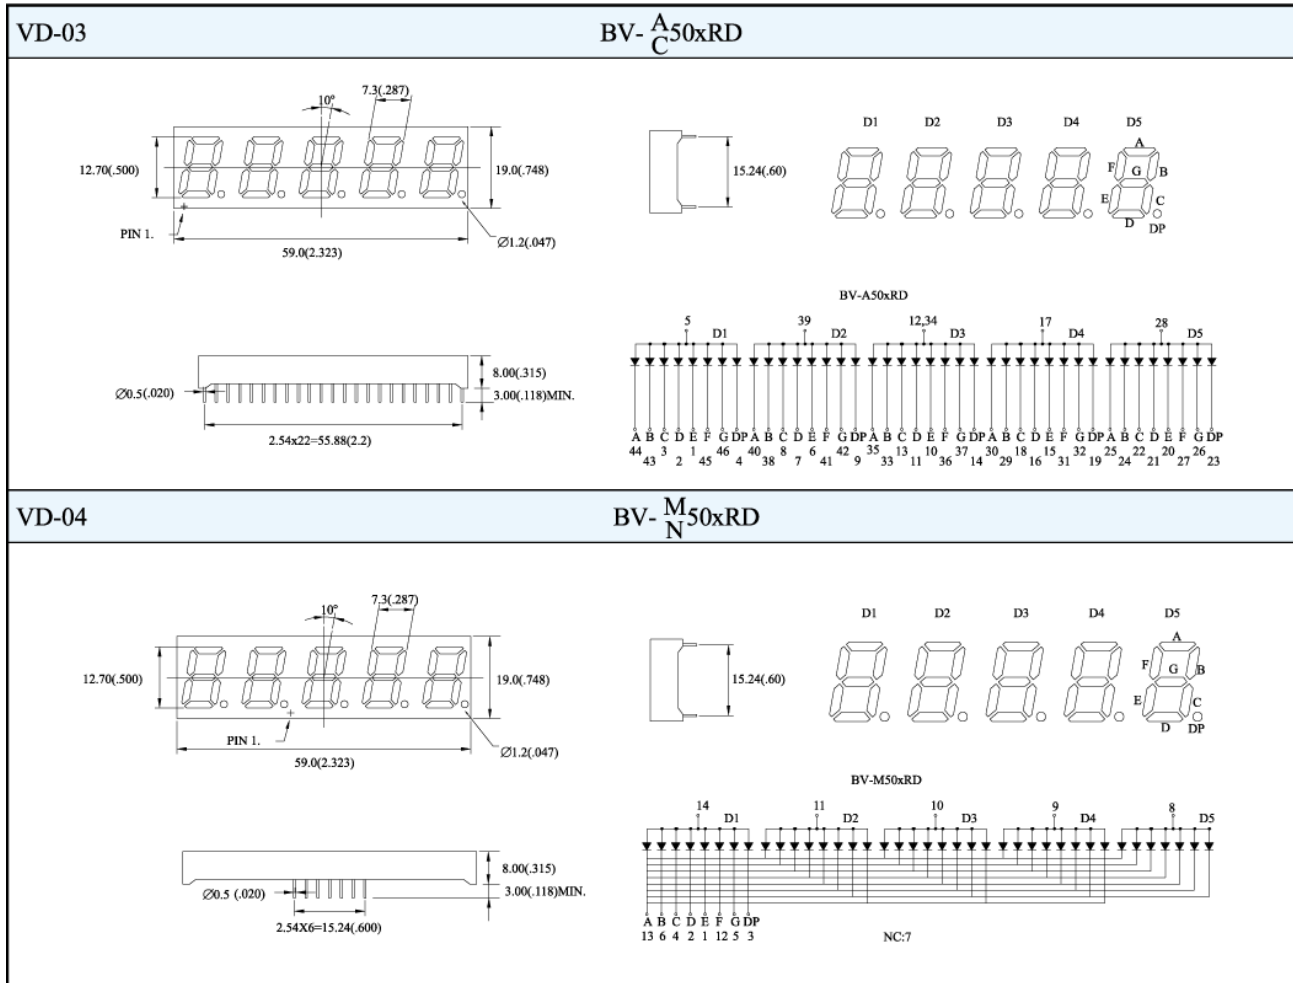 VD-03 BV- A/C 50xRD
10° 7.3(.287)
12.70(.500) 19.0(.748)
PIN 1. Ø1.2(.047)
59.0(2.323)
15.24(.60)
D1 D2 D3 D4 D5
A
F G B
E C
D DP
8.00(.315)
Ø0.5(.020) 3.00(.118)MIN.
2.54x22=55.88(2.2)
BV-A50xRD
5 D1 39 D2 12,34 D3 17 D4 28 D5
A B C D E F G DP A B C D E F G DP A B C D E F G DP A B C D E F G DP A B C D E F G DP
44 43 3 2 1 45 46 4 40 38 8 7 6 41 42 9 35 33 13 11 10 36 37 14 30 29 18 16 15 31 32 19 25 24 22 21 20 27 26 23
VD-04 BV- M/N 50xRD
10° 7.3(.287)
12.70(.500) 19.0(.748)
PIN 1. Ø1.2(.047)
59.0(2.323)
15.24(.60)
D1 D2 D3 D4 D5
A
F G B
E C
D DP
8.00(.315)
Ø0.5 (.020) 3.00(.118)MIN.
2.54X6=15.24(.600)
BV-M50xRD
14 D1 11 D2 10 D3 9 D4 8 D5
A B C D E F G DP
13 6 4 2 1 12 5 3 NC:7